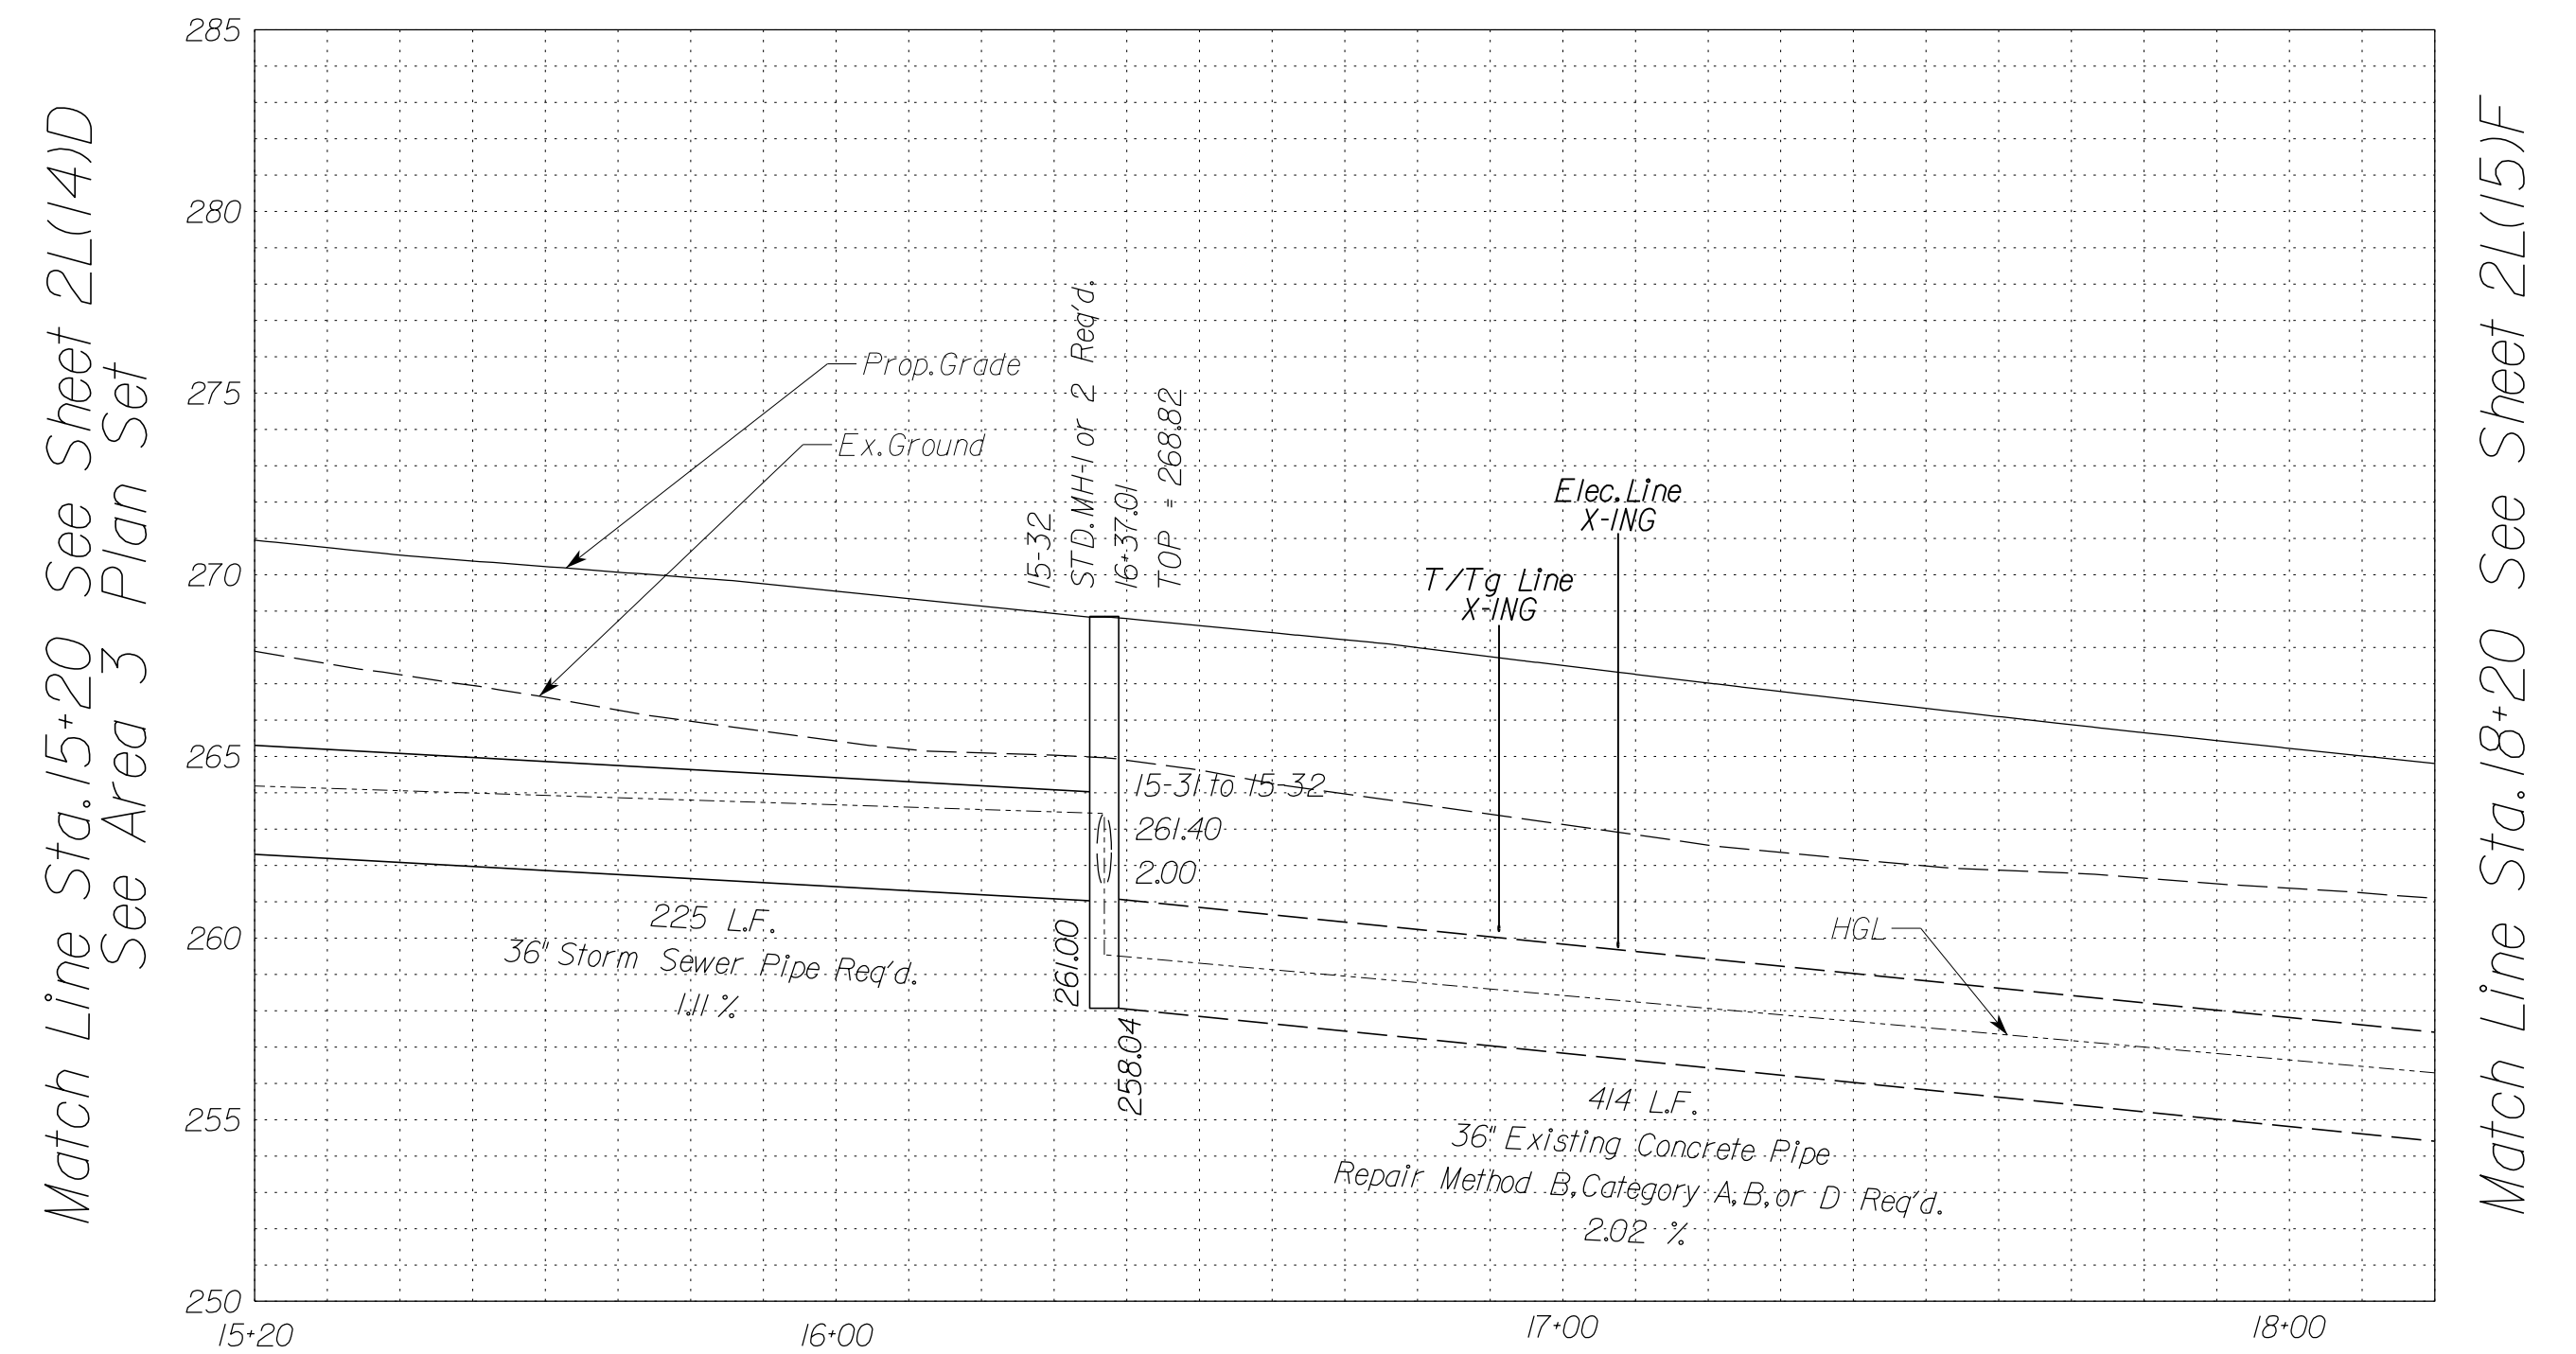 Match Line Sta.15+20 See Sheet 2L(14)D
See Area 3 Plan Set
285
280
275
270
265
260
255
250
15+20
16+00
17+00
18+00
Prop.Grade
Ex.Ground
15-32
STD.MH-1 or 2 Req'd.
16+37.01
TOP = 268.82
Elec.Line
X-ING
T/Tg Line
X-ING
15-31 to 15-32
261.40
2.00
225 L.F.
36" Storm Sewer Pipe Req'd.
1.11 %
261.00
258.04
HGL
414 L.F.
36" Existing Concrete Pipe
Repair Method B,Category A,B,or D Req'd.
2.02 %
Match Line Sta.18+20 See Sheet 2L(15)F